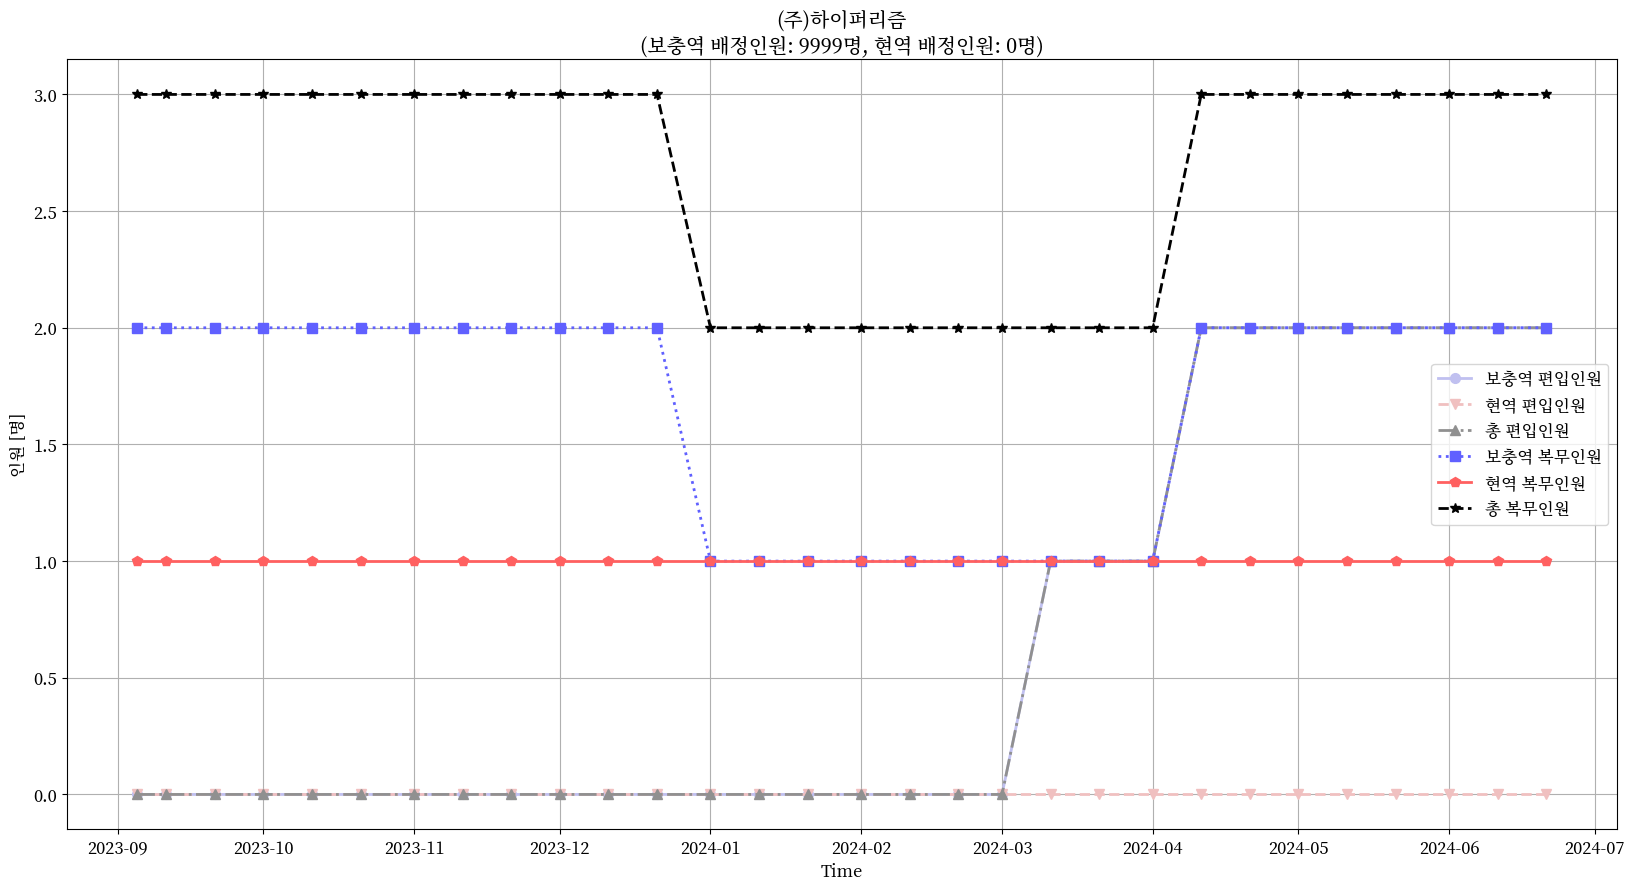 (주)하이퍼리즘
(보충역 배정인원: 9999명, 현역 배정인원: 0명)
3.0
2.5
2.0
1.5
1.0
0.5
0.0
인원 [명]
보충역 편입인원
현역 편입인원
총 편입인원
보충역 복무인원
현역 복무인원
총 복무인원
2023-09 2023-10 2023-11 2023-12 2024-01 2024-02 2024-03 2024-04 2024-05 2024-06 2024-07
Time